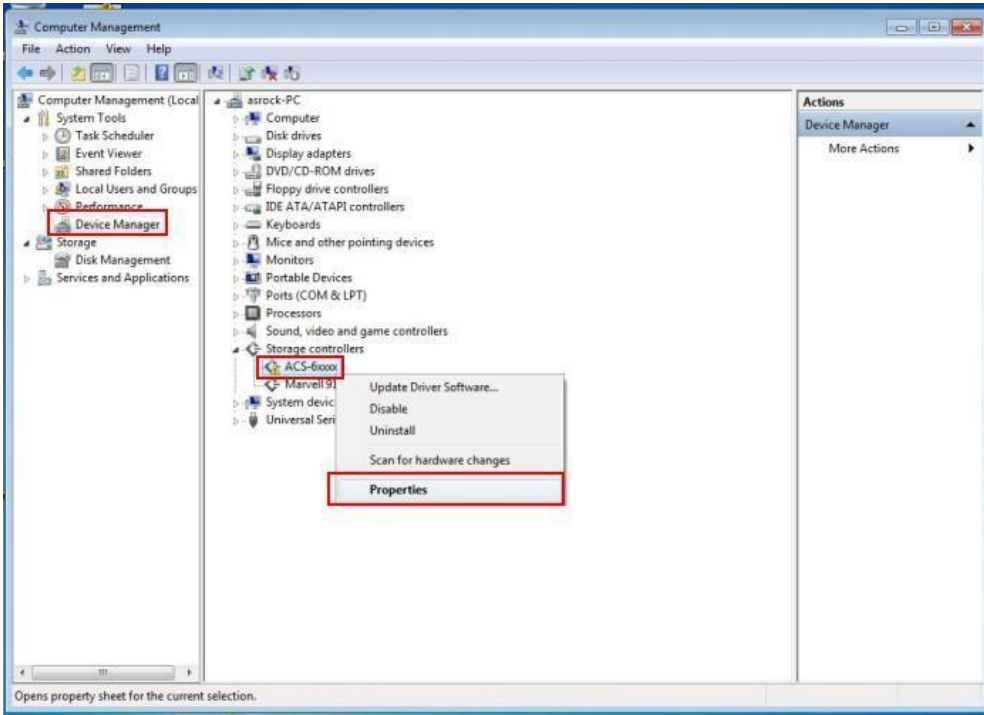 Computer Management
File Action View Help
Computer Management (Local
System Tools
Task Scheduler
Event Viewer
Shared Folders
Local Users and Groups
Performance
Device Manager
Storage
Disk Management
Services and Applications
asrock-PC
Computer
Disk drives
Display adapters
DVD/CD-ROM drives
Floppy drive controllers
IDE ATA/ATAPI controllers
Keyboards
Mice and other pointing devices
Monitors
Portable Devices
Ports (COM & LPT)
Processors
Sound, video and game controllers
Storage controllers
ACS-6xxxx
Marvell 91
System devic
Universal Seri
Update Driver Software...
Disable
Uninstall
Scan for hardware changes
Properties
Actions
Device Manager
More Actions
Opens property sheet for the current selection.